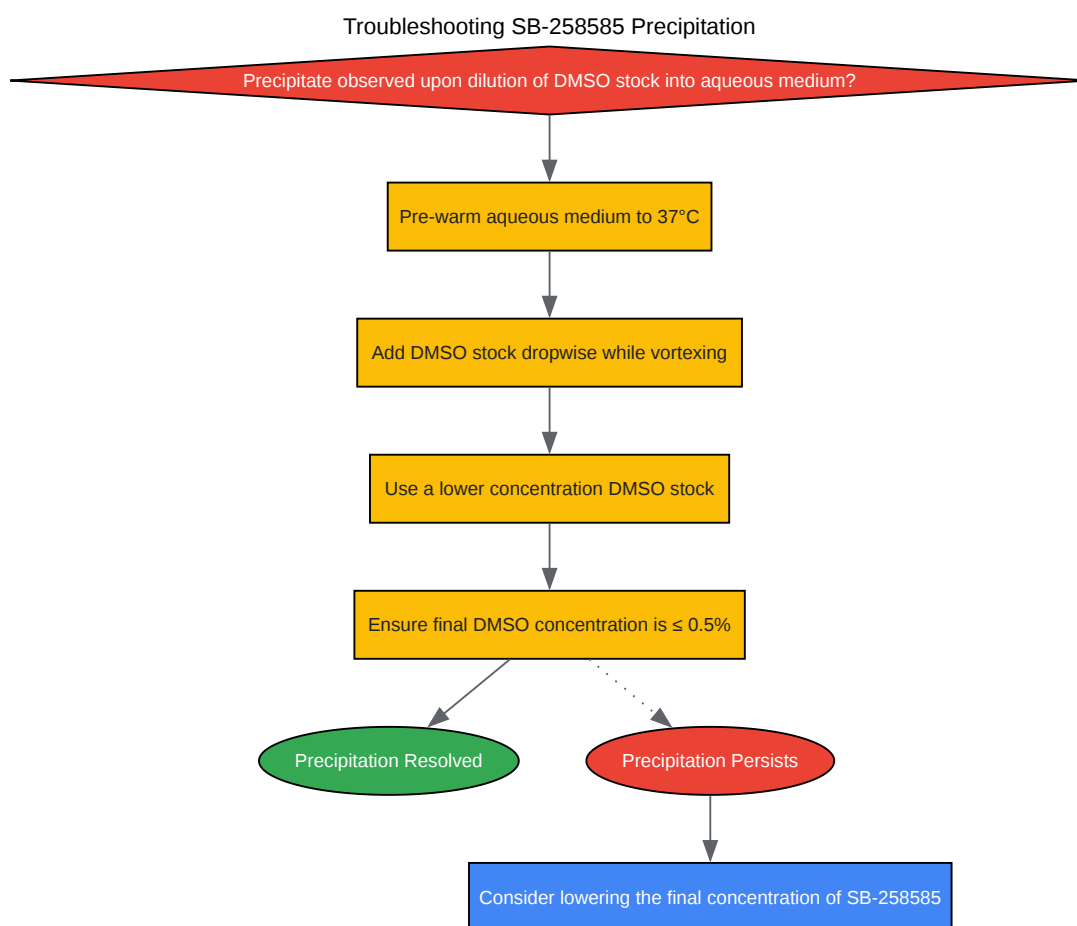 Troubleshooting SB-258585 Precipitation
Precipitate observed upon dilution of DMSO stock into aqueous medium?
Pre-warm aqueous medium to 37°C
Add DMSO stock dropwise while vortexing
Use a lower concentration DMSO stock
Ensure final DMSO concentration is ≤ 0.5%
Precipitation Resolved
Precipitation Persists
Consider lowering the final concentration of SB-258585